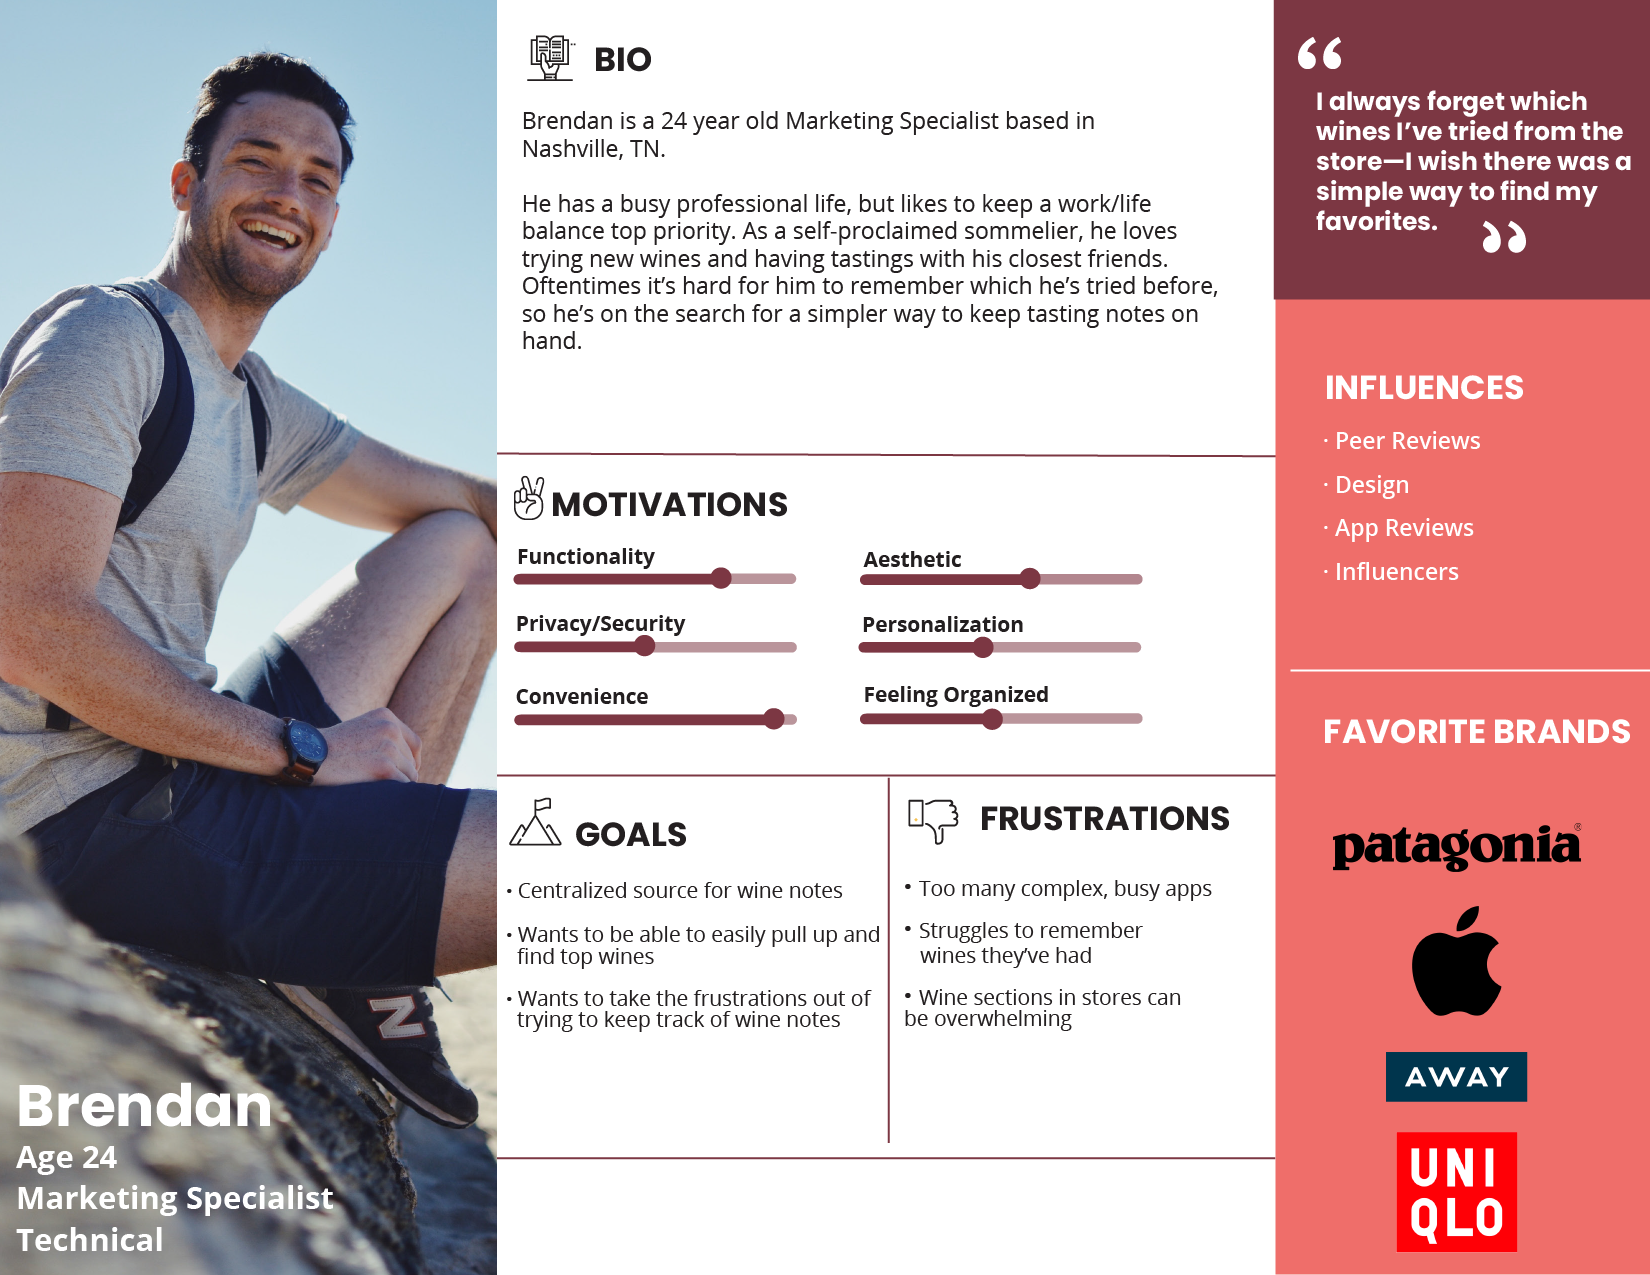 Brendan
Age 24
Marketing Specialist
Technical
BIO
Brendan is a 24 year old Marketing Specialist based in
Nashville, TN.
He has a busy professional life, but likes to keep a work/life
balance top priority. As a self-proclaimed sommelier, he loves
trying new wines and having tastings with his closest friends.
Oftentimes it’s hard for him to remember which he’s tried before,
so he’s on the search for a simpler way to keep tasting notes on
hand.
MOTIVATIONS
Functionality
Aesthetic
Privacy/Security
Personalization
Convenience
Feeling Organized
GOALS
· Centralized source for wine notes
· Wants to be able to easily pull up and
find top wines
· Wants to take the frustrations out of
trying to keep track of wine notes
FRUSTRATIONS
• Too many complex, busy apps
• Struggles to remember
wines they’ve had
• Wine sections in stores can
be overwhelming
“
I always forget which
wines I’ve tried from the
store—I wish there was a
simple way to find my
favorites.
”
INFLUENCES
· Peer Reviews
· Design
· App Reviews
· Influencers
FAVORITE BRANDS
patagonia®
AWAY
UNI
QLO
N